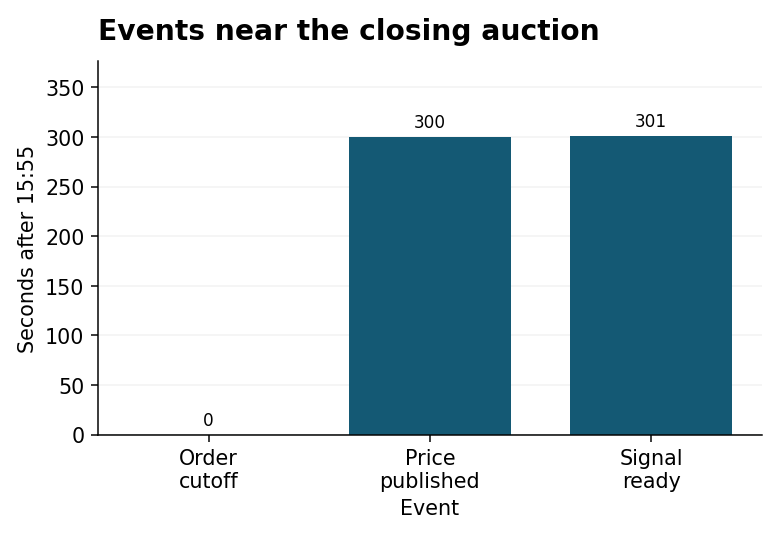 Events near the closing auction
Seconds after 15:55
350
300
250
200
150
100
50
0
0
300
301
Order
cutoff
Price
published
Signal
ready
Event